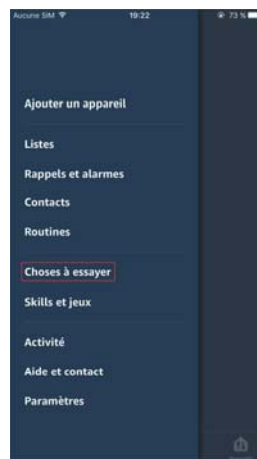 Aucune SIM 19:22 73 %
Ajouter un appareil
Listes
Rappels et alarmes
Contacts
Routines
Choses à essayer
Skills et jeux
Activité
Aide et contact
Paramètres